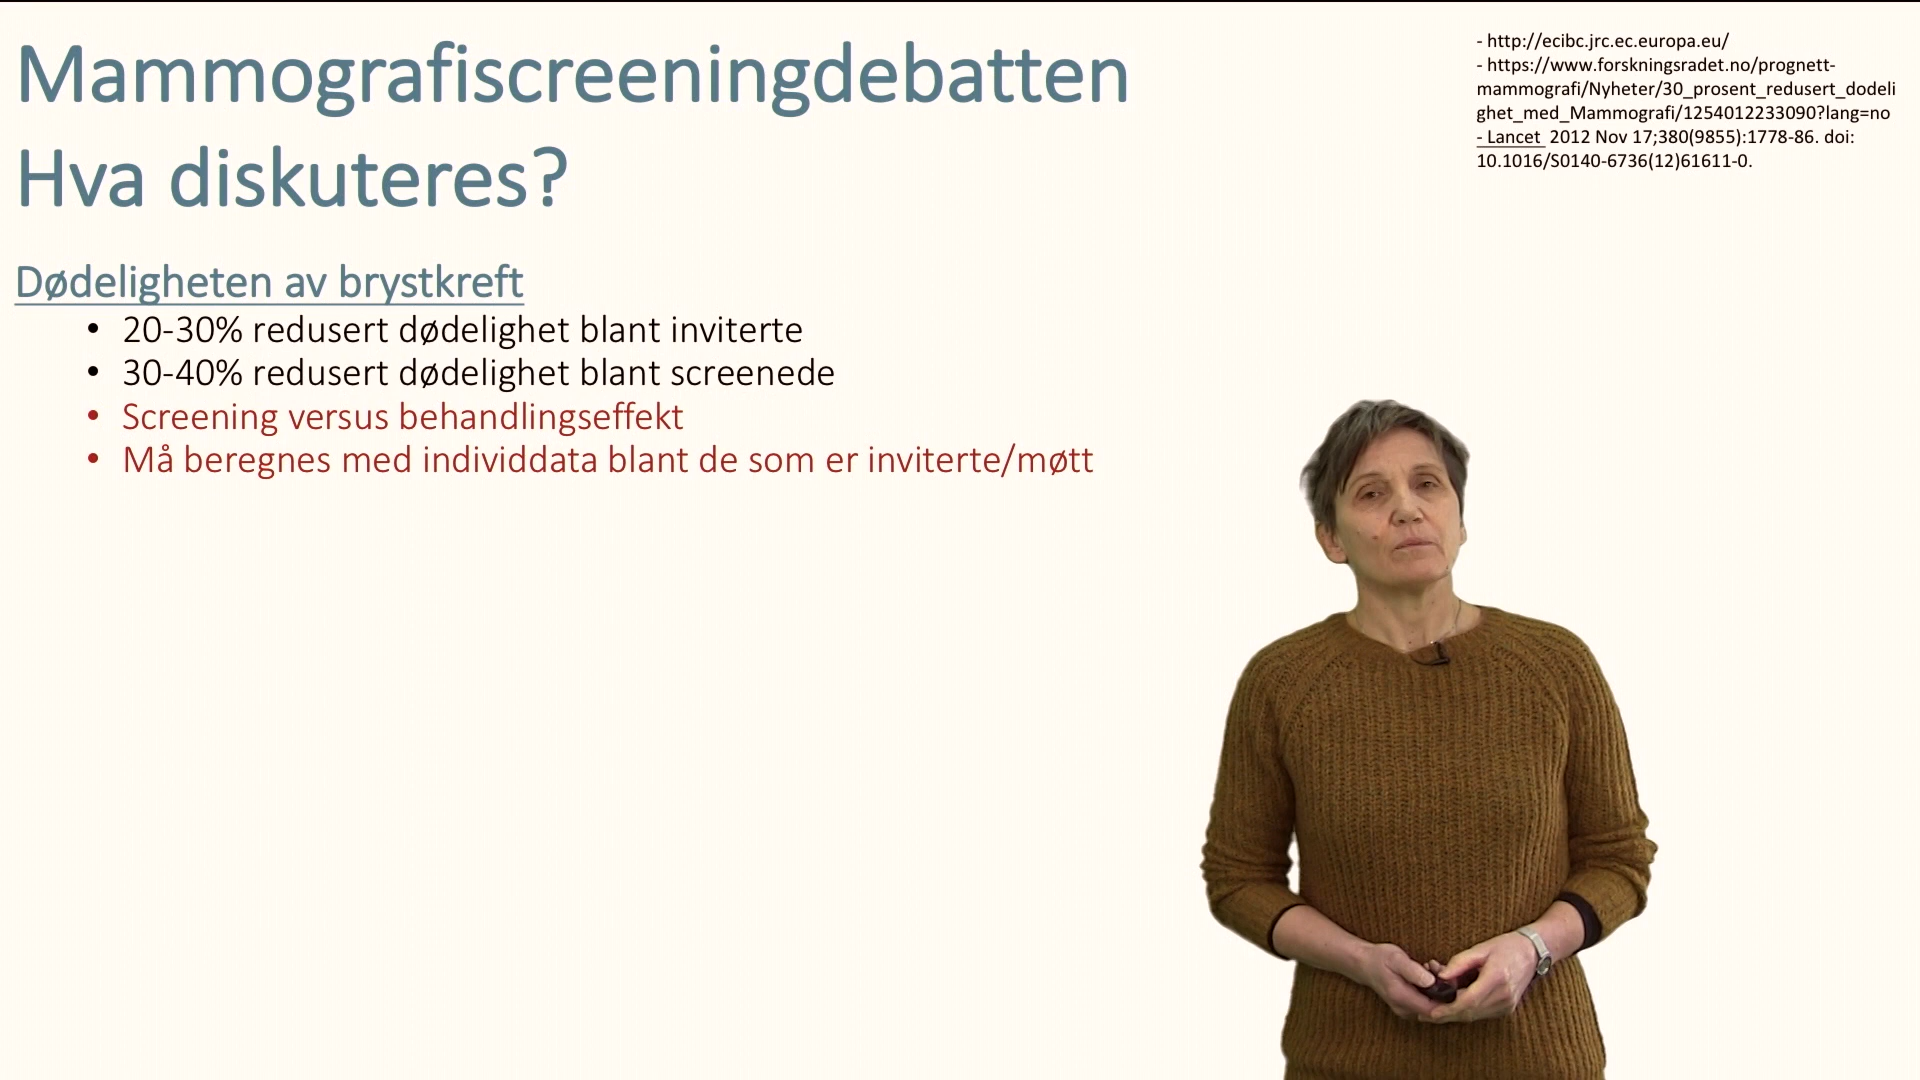 Mammografiscreeningdebatten
Hva diskuteres?
- http://ecibc.jrc.ec.europa.eu/
- https://www.forskningsradet.no/prognett-
mammografi/Nyheter/30_prosent_redusert_dodeli
ghet_med_Mammografi/1254012233090?lang=no
- Lancet 2012 Nov 17;380(9855):1778-86. doi:
10.1016/S0140-6736(12)61611-0.
Dødeligheten av brystkreft
• 20-30% redusert dødelighet blant inviterte
• 30-40% redusert dødelighet blant screenede
• Screening versus behandlingseffekt
• Må beregnes med individdata blant de som er inviterte/møtt